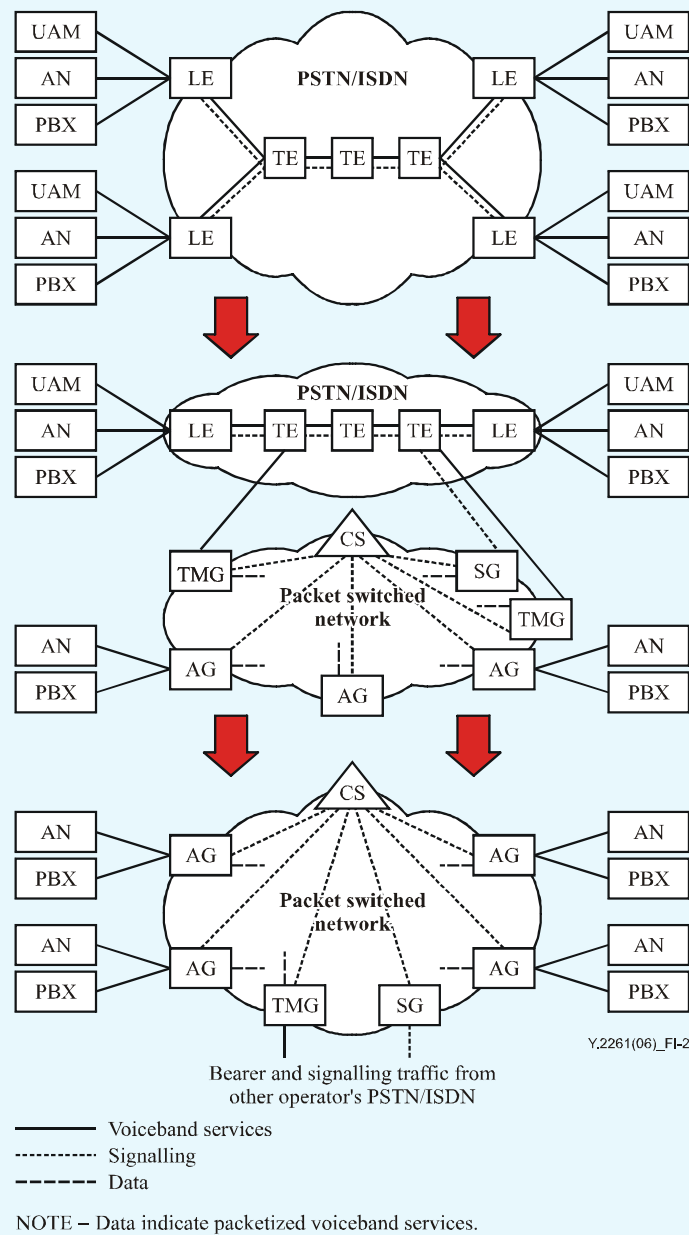 UAM
UAM
LE
PSTN/ISDN
LE
AN
AN
PBX
PBX
TE
TE
TE
UAM
UAM
AN
LE
LE
AN
PBX
PBX
UAM
PSTN/ISDN
UAM
AN
LE
TE
TE
TE
LE
AN
PBX
PBX
CS
TMG
SG
Packet switched
network
TMG
AN
AN
AG
AG
PBX
AG
PBX
CS
AN
AN
AG
AG
PBX
PBX
Packet switched
network
AN
AN
AG
AG
PBX
PBX
TMG
SG
Y.2261(06)_FI-2
Bearer and signalling traffic from
other operator's PSTN/ISDN
Voiceband services
Signalling
Data
NOTE – Data indicate packetized voiceband services.